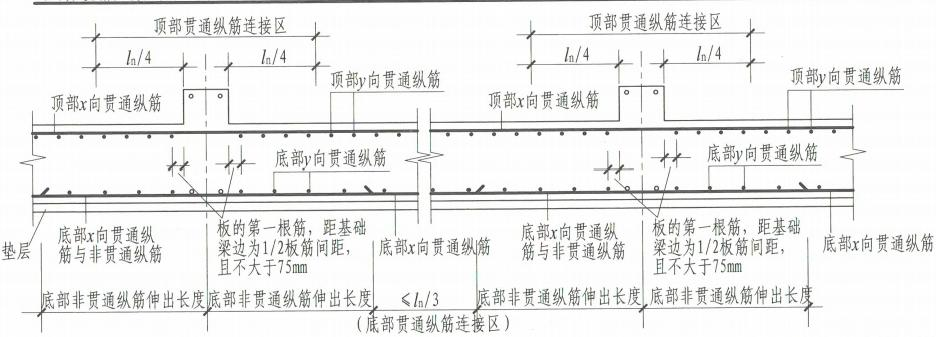 顶部贯通纵筋连接区
顶部贯通纵筋连接区
ln/4
ln/4
ln/4
ln/4
顶部x向贯通纵筋
顶部y向贯通纵筋
顶部x向贯通纵筋
顶部y向贯通纵筋
底部y向贯通纵筋
底部y向贯通纵筋
垫层
底部x向贯通纵
筋与非贯通纵筋
板的第一根筋，距基础
梁边为1/2板筋间距，
且不大于75mm
底部x向贯通纵筋
底部x向贯通纵
筋与非贯通纵筋
板的第一根筋，距基础
梁边为1/2板筋间距，
且不大于75mm
底部x向贯通纵筋
底部非贯通纵筋伸出长度
底部非贯通纵筋伸出长度
≤ln/3
底部非贯通纵筋伸出长度
底部非贯通纵筋伸出长度
(底部贯通纵筋连接区)